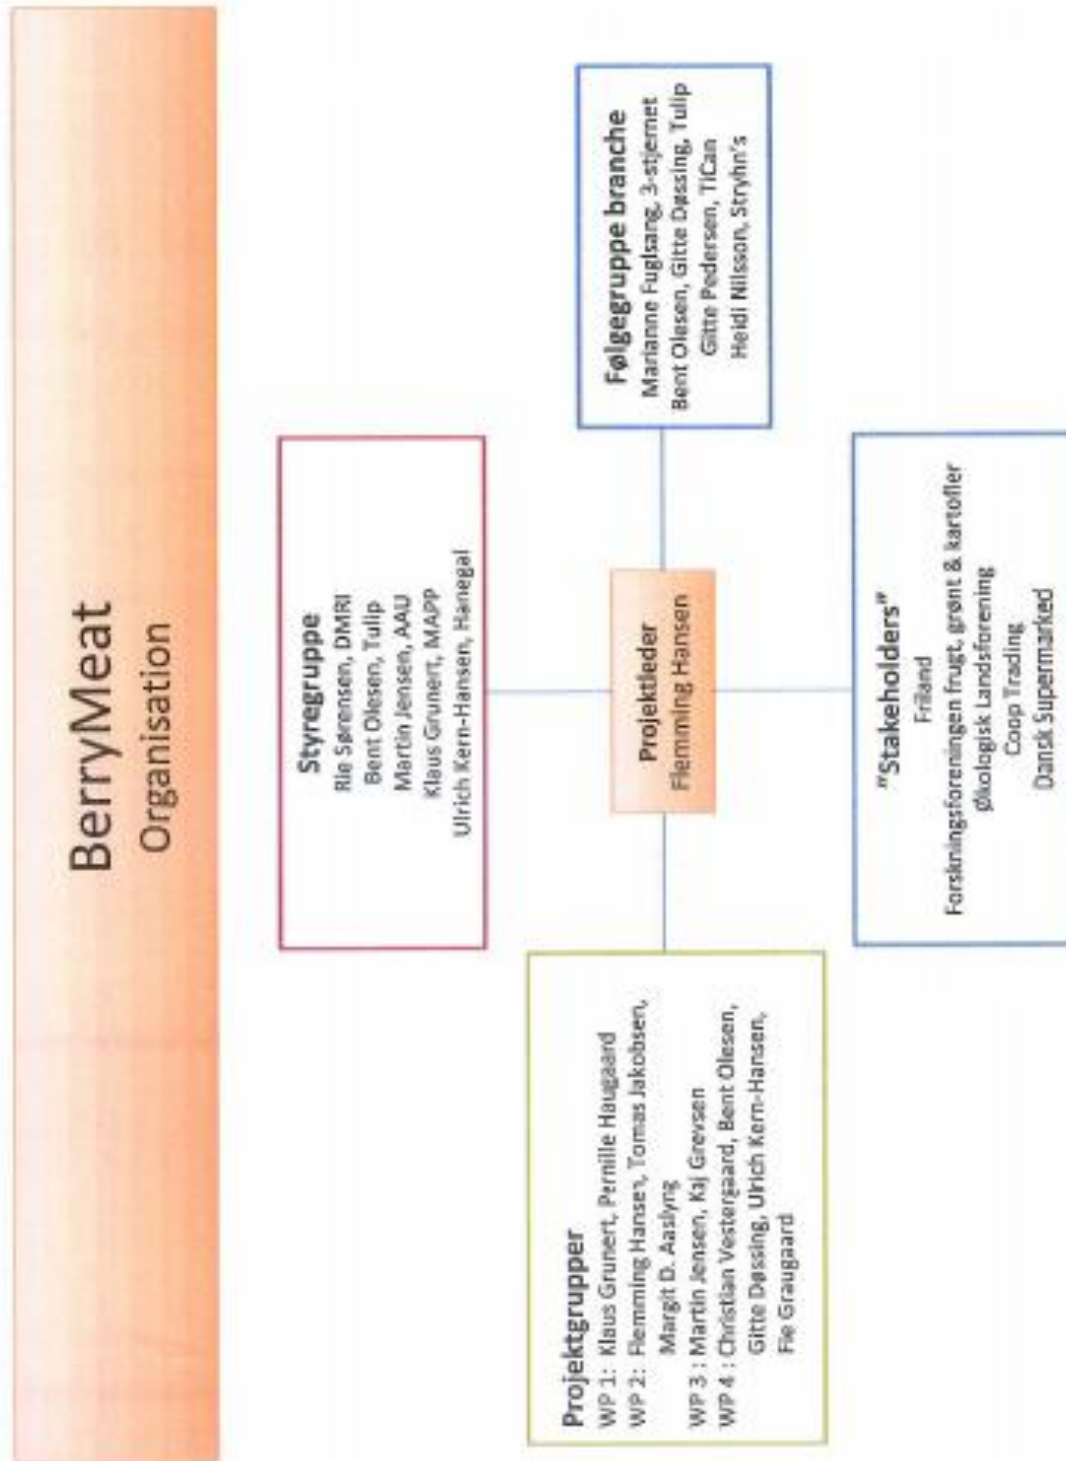 BerryMeat
Organisation
Styregruppe
Rie Sørensen, DMRI
Bent Olesen, Tulip
Martin Jensen, AAU
Klaus Grunert, MAPP
Ulrich Kern-Hansen, Hanegal
Projektgrupper
WP 1: Klaus Grunert, Pernille Haugaard
WP 2: Flemming Hansen, Tomas Jakobsen,
Margit D. Aaslyng
WP 3 : Martin Jensen, Kaj Grevsen
WP 4 : Christian Vestergaard, Bent Olesen,
Gitte Døssing, Ulrich Kern-Hansen,
Fie Graugaard
Projektleder
Flemming Hansen
Følgegruppe branche
Marianne Fuglsang, 3-stjernet
Bent Olesen, Gitte Døssing, Tulip
Gitte Pedersen, TiCan
Heidi Nilsson, Stryhn's
"Stakeholders"
Friland
Forskningsforeningen frugt, grønt & kartofler
Økologisk Landsforening
Coop Trading
Dansk Supermarked